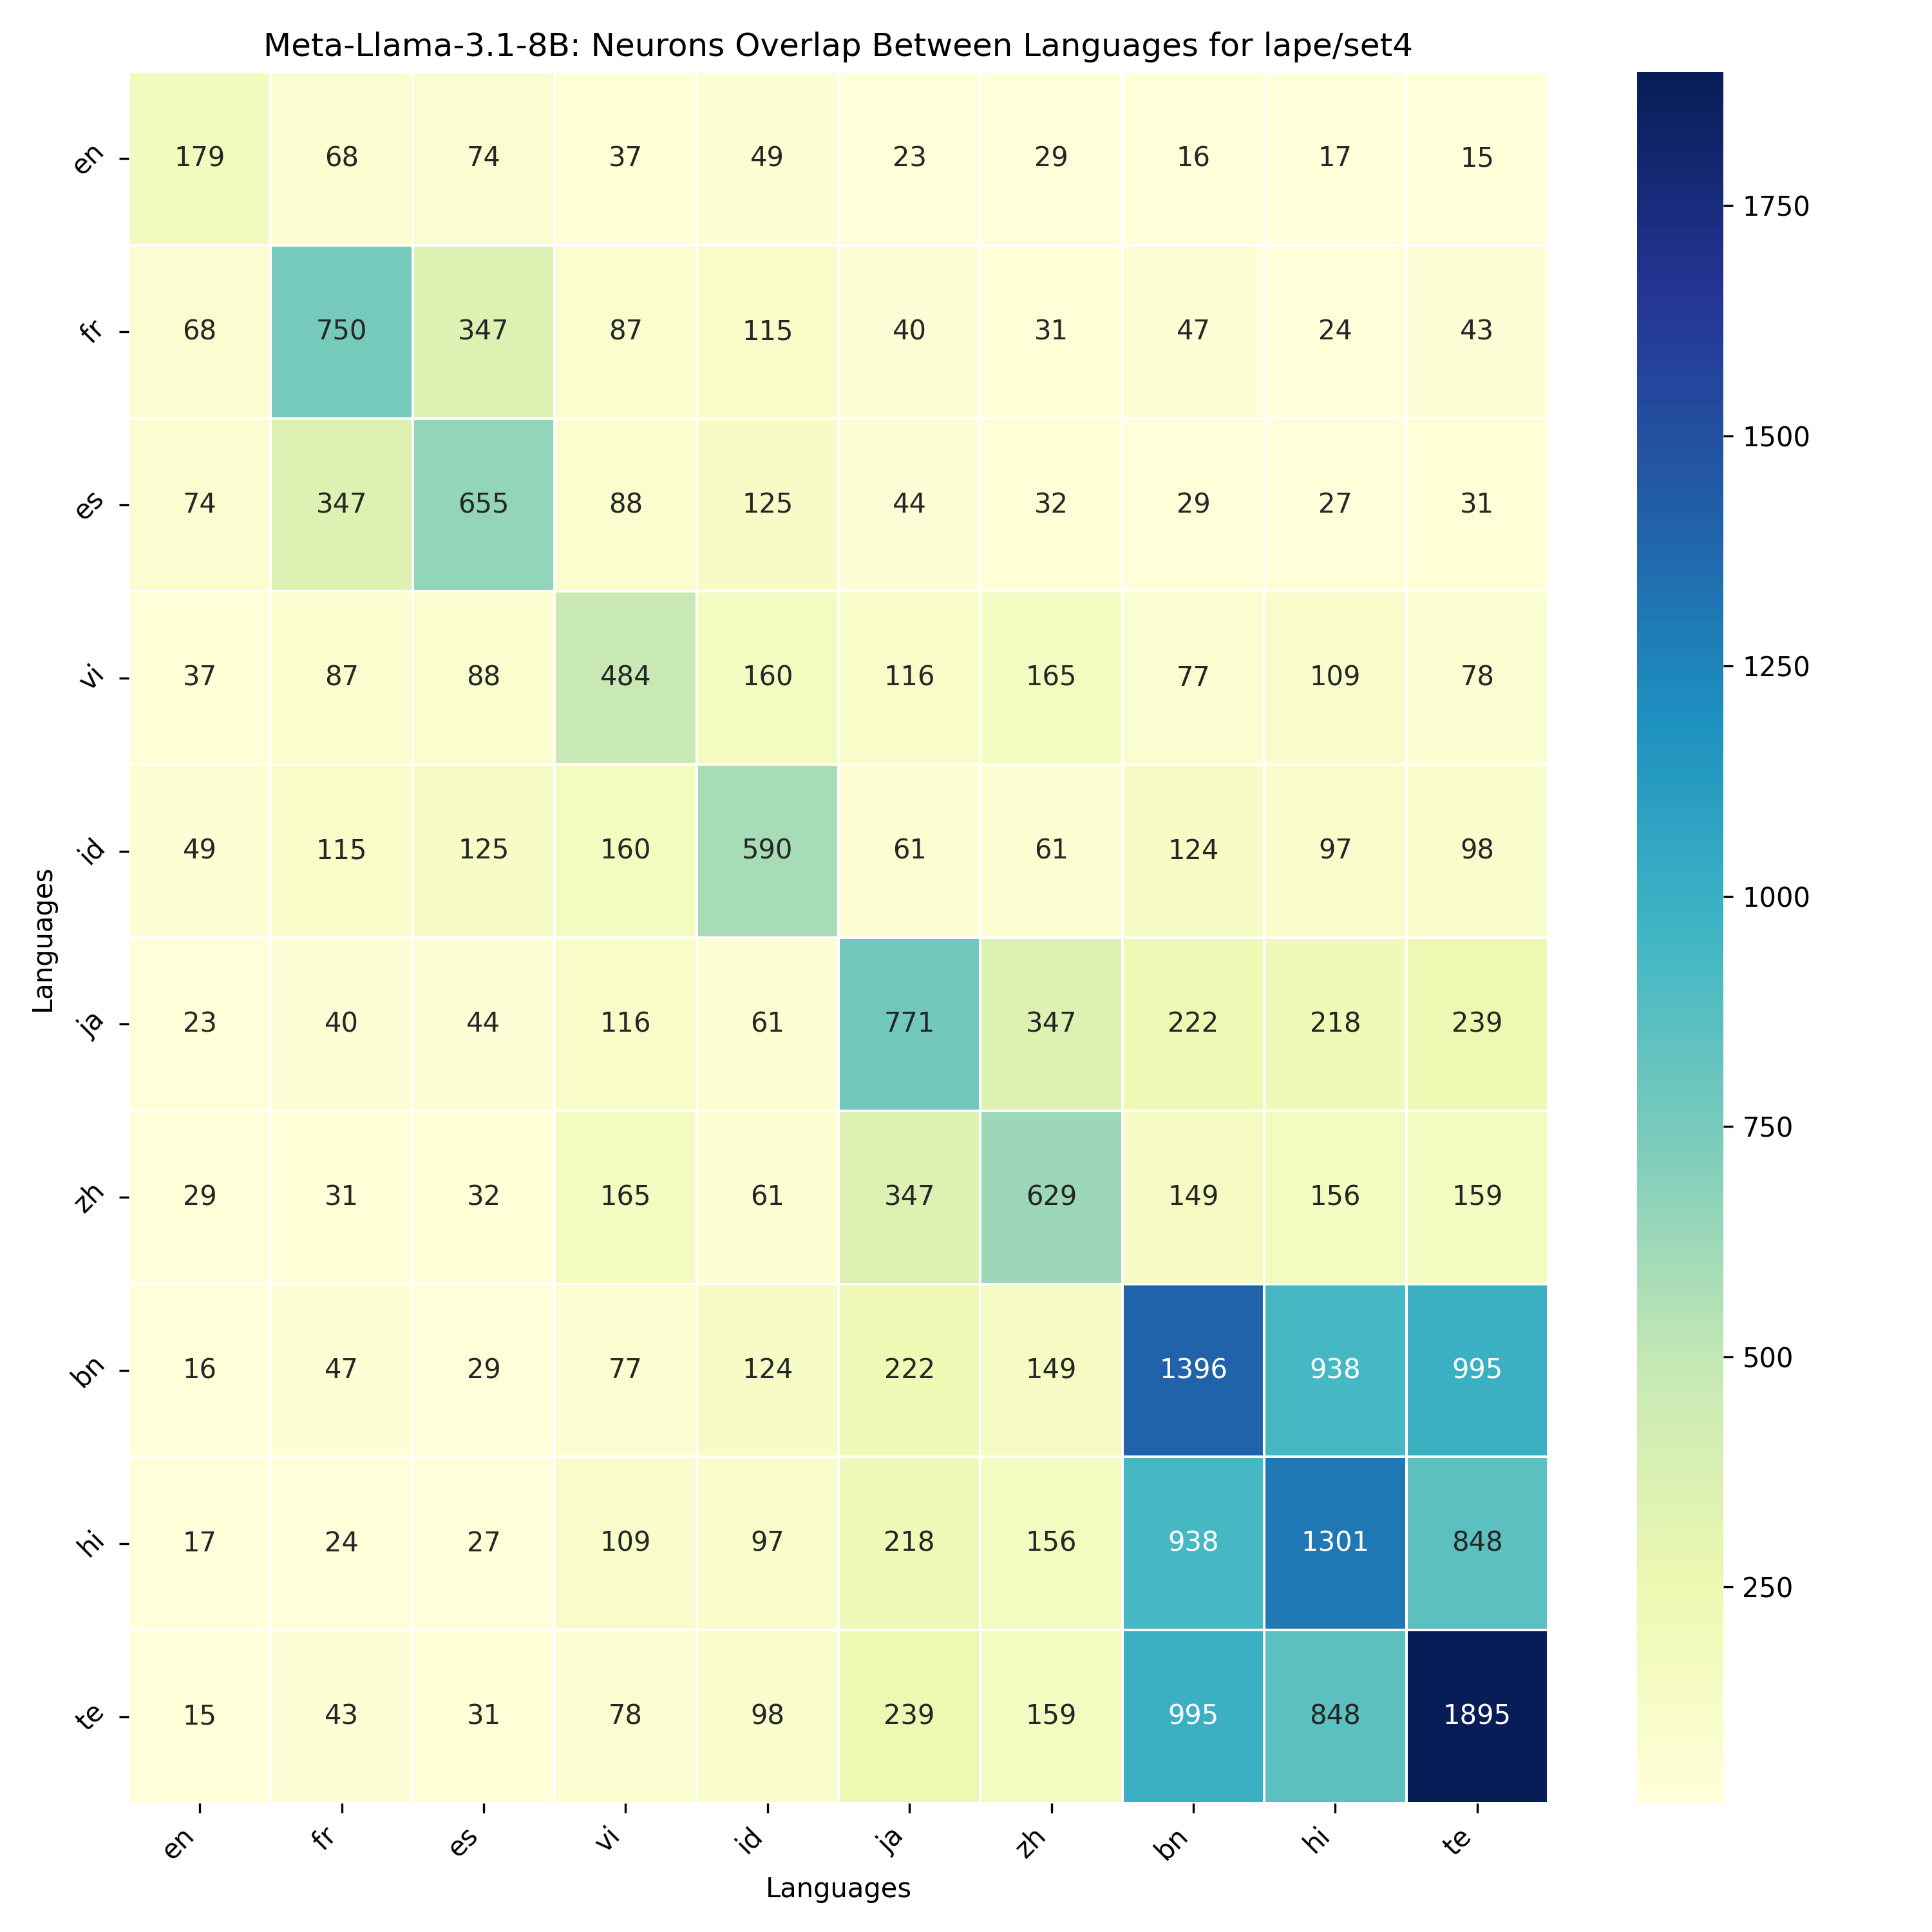 Meta-Llama-3.1-8B: Neurons Overlap Between Languages for lape/set4
en 179 68 74 37 49 23 29 16 17 15
fr 68 750 347 87 115 40 31 47 24 43
es 74 347 655 88 125 44 32 29 27 31
vi 37 87 88 484 160 116 165 77 109 78
id 49 115 125 160 590 61 61 124 97 98
ja 23 40 44 116 61 771 347 222 218 239
zh 29 31 32 165 61 347 629 149 156 159
bn 16 47 29 77 124 222 149 1396 938 995
hi 17 24 27 109 97 218 156 938 1301 848
te 15 43 31 78 98 239 159 995 848 1895
en fr es vi id ja zh bn hi te
Languages
Languages
1750
1500
1250
1000
750
500
250